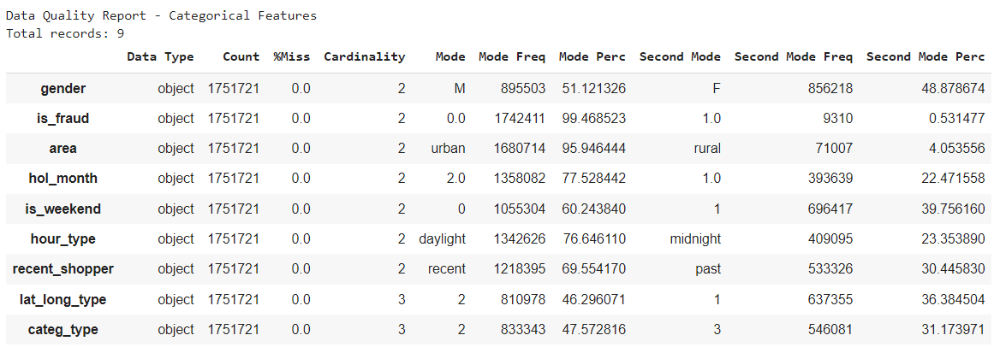 Data Quality Report - Categorical Features
Total records: 9
Data Type Count %Miss Cardinality Mode Mode Freq Mode Perc Second Mode Second Mode Freq Second Mode Perc
gender object 1751721 0.0 2 M 895503 51.121326 F 856218 48.878674
is_fraud object 1751721 0.0 2 0.0 1742411 99.468523 1.0 9310 0.531477
area object 1751721 0.0 2 urban 1680714 95.946444 rural 71007 4.053556
hol_month object 1751721 0.0 2 2.0 1358082 77.528442 1.0 393639 22.471558
is_weekend object 1751721 0.0 2 0 1055304 60.243840 1 696417 39.756160
hour_type object 1751721 0.0 2 daylight 1342626 76.646110 midnight 409095 23.353890
recent_shopper object 1751721 0.0 2 recent 1218395 69.554170 past 533326 30.445830
lat_long_type object 1751721 0.0 3 2 810978 46.296071 1 637355 36.384504
categ_type object 1751721 0.0 3 2 833343 47.572816 3 546081 31.173971